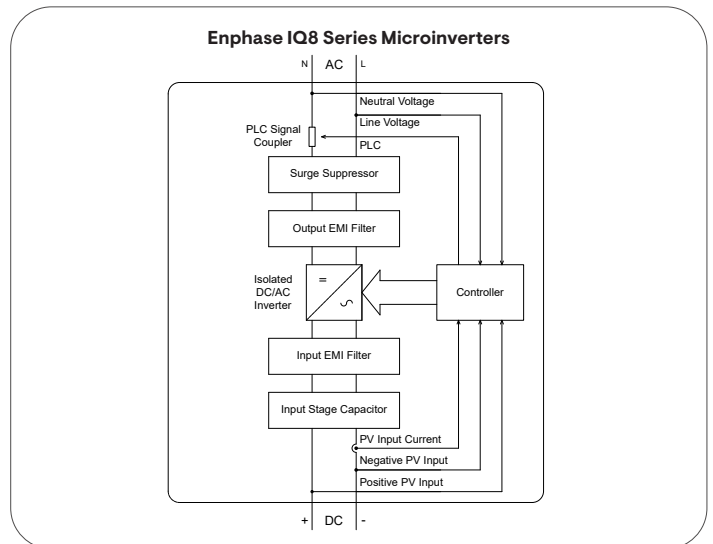 Enphase IQ8 Series Microinverters
N AC L
Neutral Voltage
Line Voltage
PLC Signal
Coupler
PLC
Surge Suppressor
Output EMI Filter
Isolated
DC/AC
Inverter
=
∿
Controller
Input EMI Filter
Input Stage Capacitor
PV Input Current
Negative PV Input
Positive PV Input
+ DC -